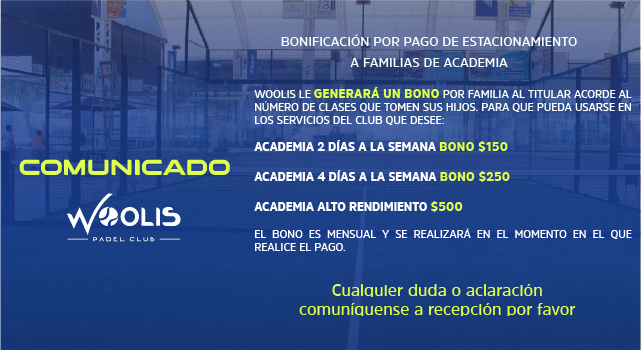 BONIFICACIÓN POR PAGO DE ESTACIONAMIENTO
A FAMILIAS DE ACADEMIA
WOOLIS LE GENERARÁ UN BONO POR FAMILIA AL TITULAR ACORDE AL
NÚMERO DE CLASES QUE TOMEN SUS HIJOS. PARA QUE PUEDA USARSE EN
LOS SERVICIOS DEL CLUB QUE DESEE:
ACADEMIA 2 DÍAS A LA SEMANA BONO $150
ACADEMIA 4 DÍAS A LA SEMANA BONO $250
ACADEMIA ALTO RENDIMIENTO $500
EL BONO ES MENSUAL Y SE REALIZARÁ EN EL MOMENTO EN EL QUE
REALICE EL PAGO.
Cualquier duda o aclaración
comuníquense a recepción por favor
COMUNICADO
WOOLIS
PADEL CLUB